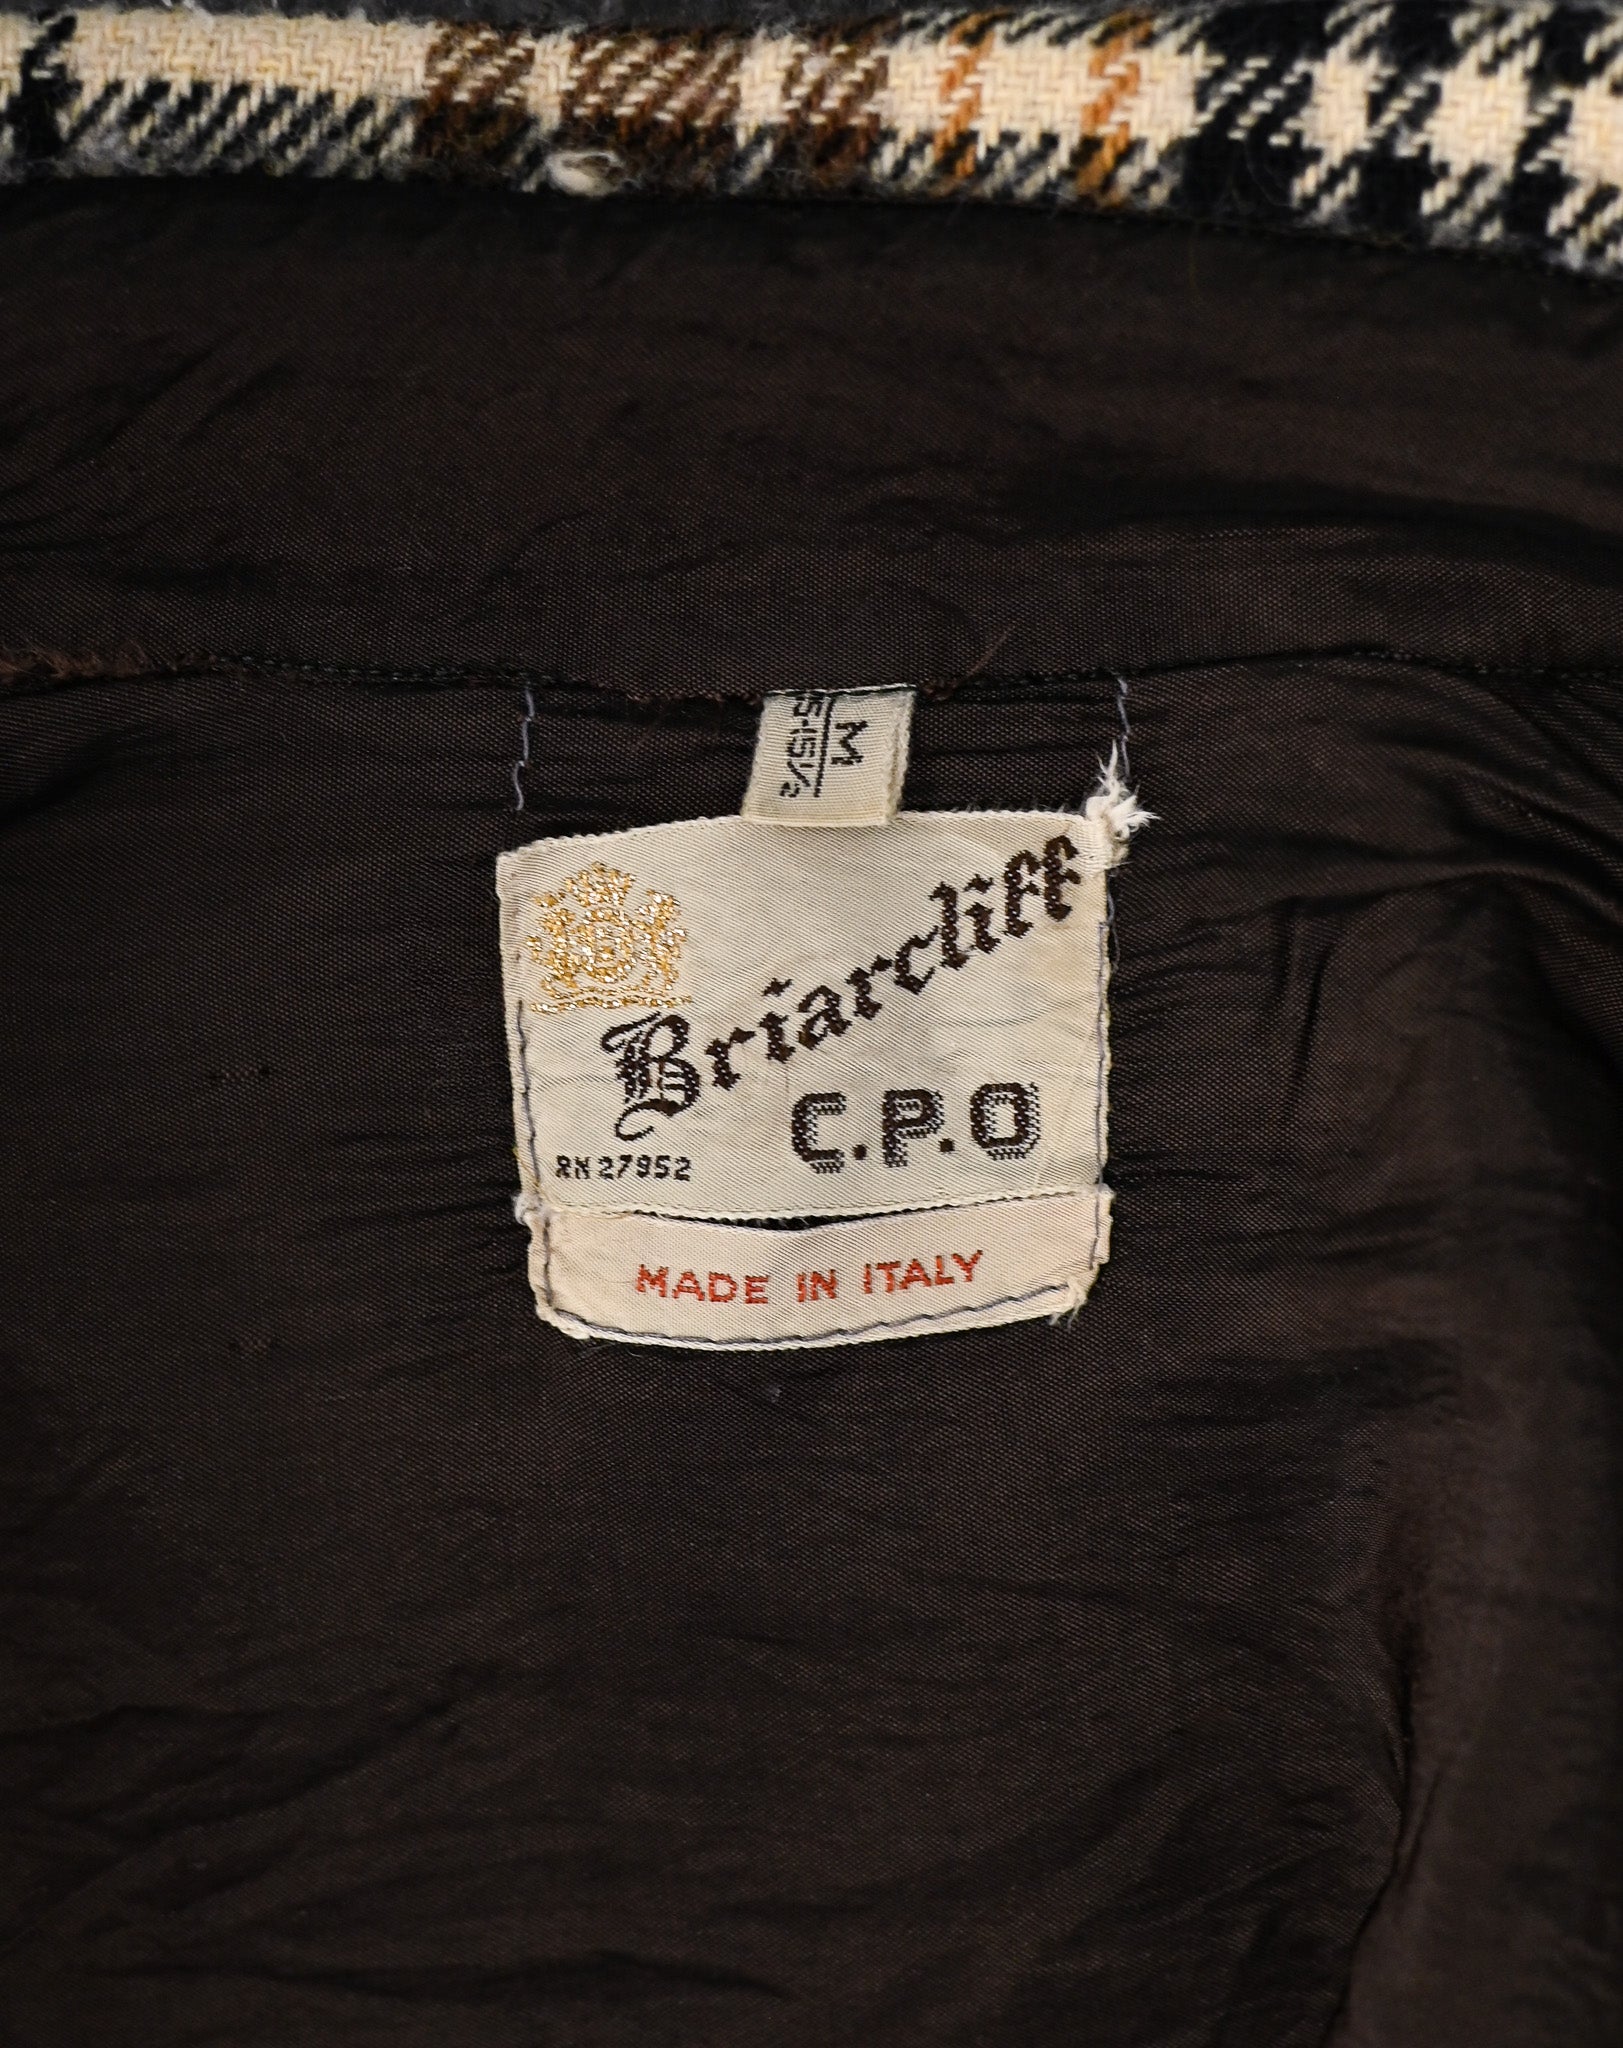 M
15-15½
Briarcliff
C.P.O
RN 27952
MADE IN ITALY